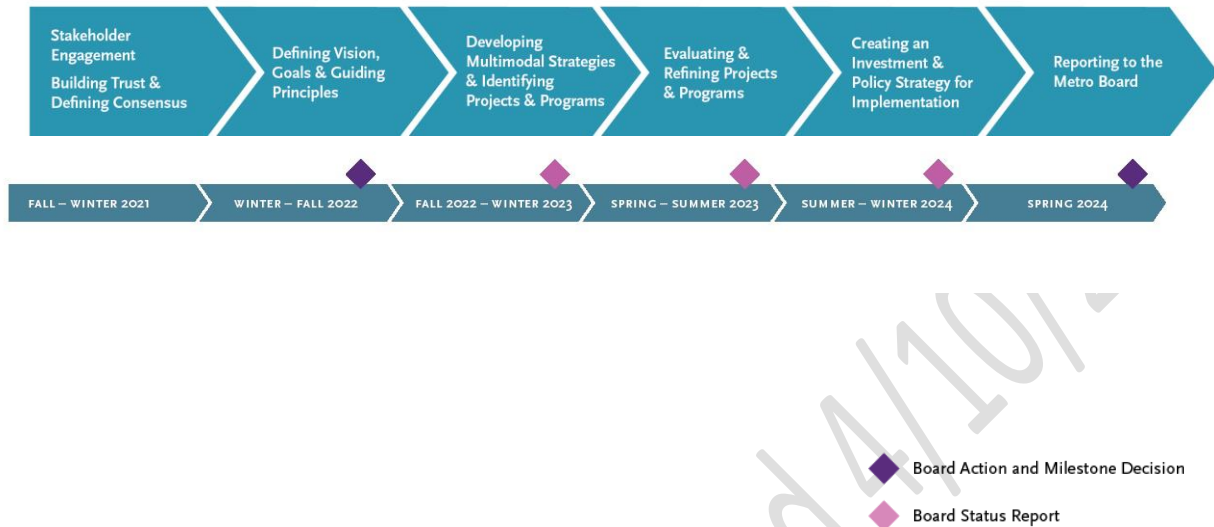 Stakeholder
Engagement
Building Trust &
Defining Consensus
Defining Vision,
Goals & Guiding
Principles
Developing
Multimodal Strategies
& Identifying
Projects & Programs
Evaluating &
Refining Projects
& Programs
Creating an
Investment &
Policy Strategy for
Implementation
Reporting to the
Metro Board
FALL – WINTER 2021
WINTER – FALL 2022
FALL 2022 – WINTER 2023
SPRING – SUMMER 2023
SUMMER – WINTER 2024
SPRING 2024
d 4/10/
Board Action and Milestone Decision
Board Status Report